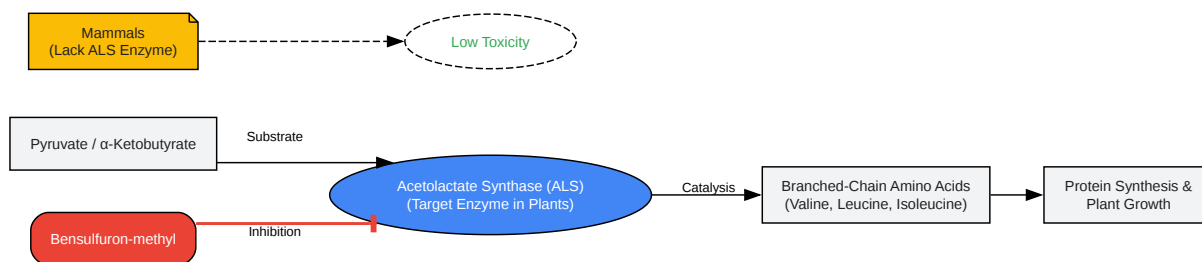 Mammals
(Lack ALS Enzyme)
Low Toxicity
Pyruvate / α-Ketobutyrate
Substrate
Acetolactate Synthase (ALS)
(Target Enzyme in Plants)
Catalysis
Branched-Chain Amino Acids
(Valine, Leucine, Isoleucine)
Protein Synthesis &
Plant Growth
Bensulfuron-methyl
Inhibition